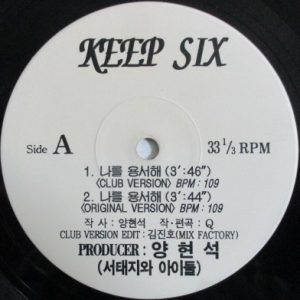 KEEP SIX
Side A
33 1/3 RPM
1. 나를 용서해 (3':46")
<CLUB VERSION> BPM : 109
2. 나를 용서해 (3':44")
<ORIGINAL VERSION> BPM : 109
작 사 : 양현석 작·편곡 : Q
CLUB VERSION EDIT : 김진호(MIX FACTORY)
PRODUCER : 양현석
(서태지와 아이들)